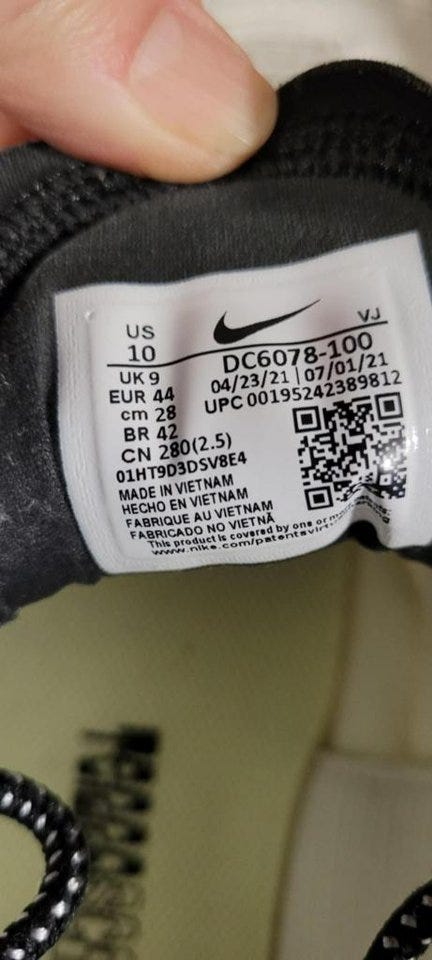 US
10
VJ
DC6078-100
04/23/21 | 07/01/21
UPC 00195242389812
UK 9
EUR 44
cm 28
BR 42
CN 280(2.5)
01HT9D3DSV8E4
MADE IN VIETNAM
HECHO EN VIETNAM
FABRIQUE AU VIETNAM
FABRICADO NO VIETNÃ
This product is covered by one or more
www.nike.com/patents